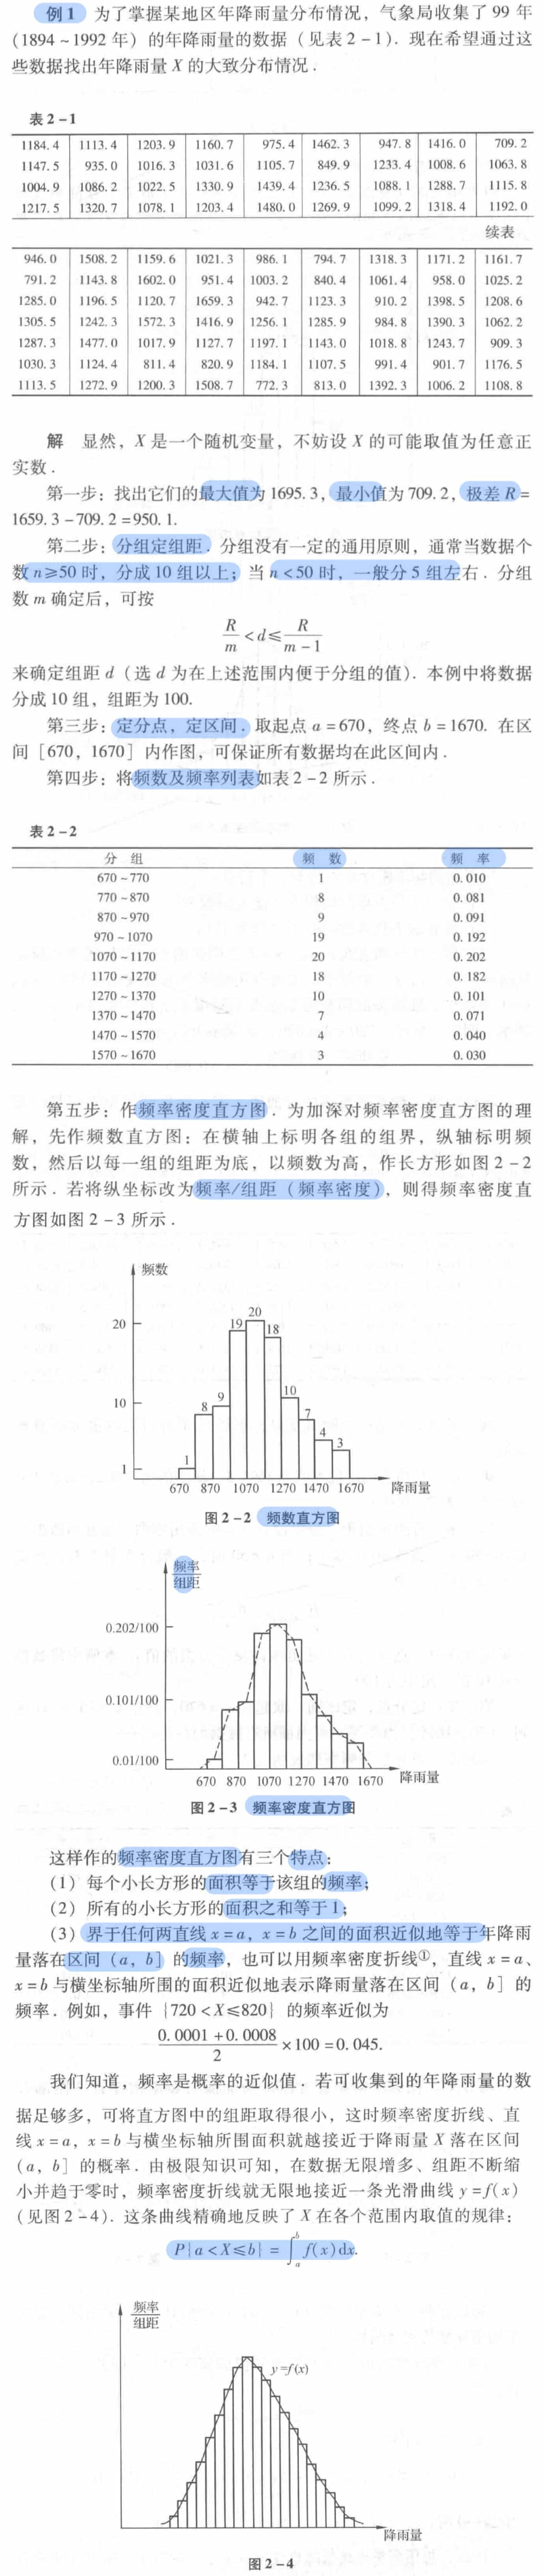 例1 为了掌握某地区年降雨量分布情况，气象局收集了99年
(1894~1992年）的年降雨量的数据（见表2-1）. 现在希望通过这
些数据找出年降雨量X的大致分布情况.
表2-1
1184.4 1113.4 1203.9 1160.7 975.4 1462.3 947.8 1416.0 709.2
1147.5 935.0 1016.3 1031.6 1105.7 849.9 1233.4 1008.6 1063.8
1004.9 1086.2 1022.5 1330.9 1439.4 1236.5 1088.1 1288.7 1115.8
1217.5 1320.7 1078.1 1203.4 1480.0 1269.9 1099.2 1318.4 1192.0
续表
946.0 1508.2 1159.6 1021.3 986.1 794.7 1318.3 1171.2 1161.7
791.2 1143.8 1602.0 951.4 1003.2 840.4 1061.4 958.0 1025.2
1285.0 1196.5 1120.7 1659.3 942.7 1123.3 910.2 1398.5 1208.6
1305.5 1242.3 1572.3 1416.9 1256.1 1285.9 984.8 1390.3 1062.2
1287.3 1477.0 1017.9 1127.7 1197.1 1143.0 1018.8 1243.7 909.3
1030.3 1124.4 811.4 820.9 1184.1 1107.5 991.4 901.7 1176.5
1113.5 1272.9 1200.3 1508.7 772.3 813.0 1392.3 1006.2 1108.8
解 显然，X是一个随机变量，不妨设X的可能取值为任意正
实数.
第一步：找出它们的最大值为1695.3，最小值为709.2，极差R=
1659.3-709.2=950.1.
第二步：分组定组距. 分组没有一定的通用原则，通常当数据个
数n≥50时，分成10组以上；当n<50时，一般分5组左右. 分组
数m确定后，可按
R/m < d ≤ R/(m-1)
来确定组距d（选d为在上述范围内便于分组的值）. 本例中将数据
分成10组，组距为100.
第三步：定分点，定区间. 取起点a=670，终点b=1670. 在区
间［670，1670］内作图，可保证所有数据均在此区间内.
第四步：将频数及频率列表如表2-2所示.
表2-2
分 组 频 数 频 率
670~770 1 0.010
770~870 8 0.081
870~970 9 0.091
970~1070 19 0.192
1070~1170 20 0.202
1170~1270 18 0.182
1270~1370 10 0.101
1370~1470 7 0.071
1470~1570 4 0.040
1570~1670 3 0.030
第五步：作频率密度直方图. 为加深对频率密度直方图的理
解，先作频数直方图：在横轴上标明各组的组界，纵轴标明频
数，然后以每一组的组距为底，以频数为高，作长方形如图2-2
所示. 若将纵坐标改为频率/组距（频率密度），则得频率密度直
方图如图2-3所示.
频数
20
10
1
1 8 9 19 20 18 10 7 4 3
670 870 1070 1270 1470 1670 降雨量
图2-2 频数直方图
频率
组距
0.202/100
0.101/100
0.01/100
670 870 1070 1270 1470 1670 降雨量
图2-3 频率密度直方图
这样作的频率密度直方图有三个特点：
（1）每个小长方形的面积等于该组的频率；
（2）所有的小长方形的面积之和等于1；
（3）界于任何两直线x=a，x=b之间的面积近似地等于年降雨
量落在区间（a，b］的频率，也可以用频率密度折线①，直线x=a、
x=b与横坐标轴所围的面积近似地表示降雨量落在区间（a，b］的
频率. 例如，事件｛720<X≤820｝的频率近似为
(0.0001+0.0008)/2 ×100=0.045.
我们知道，频率是概率的近似值. 若可收集到的年降雨量的数
据足够多，可将直方图中的组距取得很小，这时频率密度折线、直
线x=a，x=b与横坐标轴所围面积就越接近于降雨量X落在区间
（a，b］的概率. 由极限知识可知，在数据无限增多、组距不断缩
小并趋于零时，频率密度折线就无限地接近一条光滑曲线y=f(x)
（见图2-4）. 这条曲线精确地反映了X在各个范围内取值的规律：
P｛a<X≤b｝=∫ₐᵇ f(x)dx.
频率
组距
y=f(x)
降雨量
图2-4